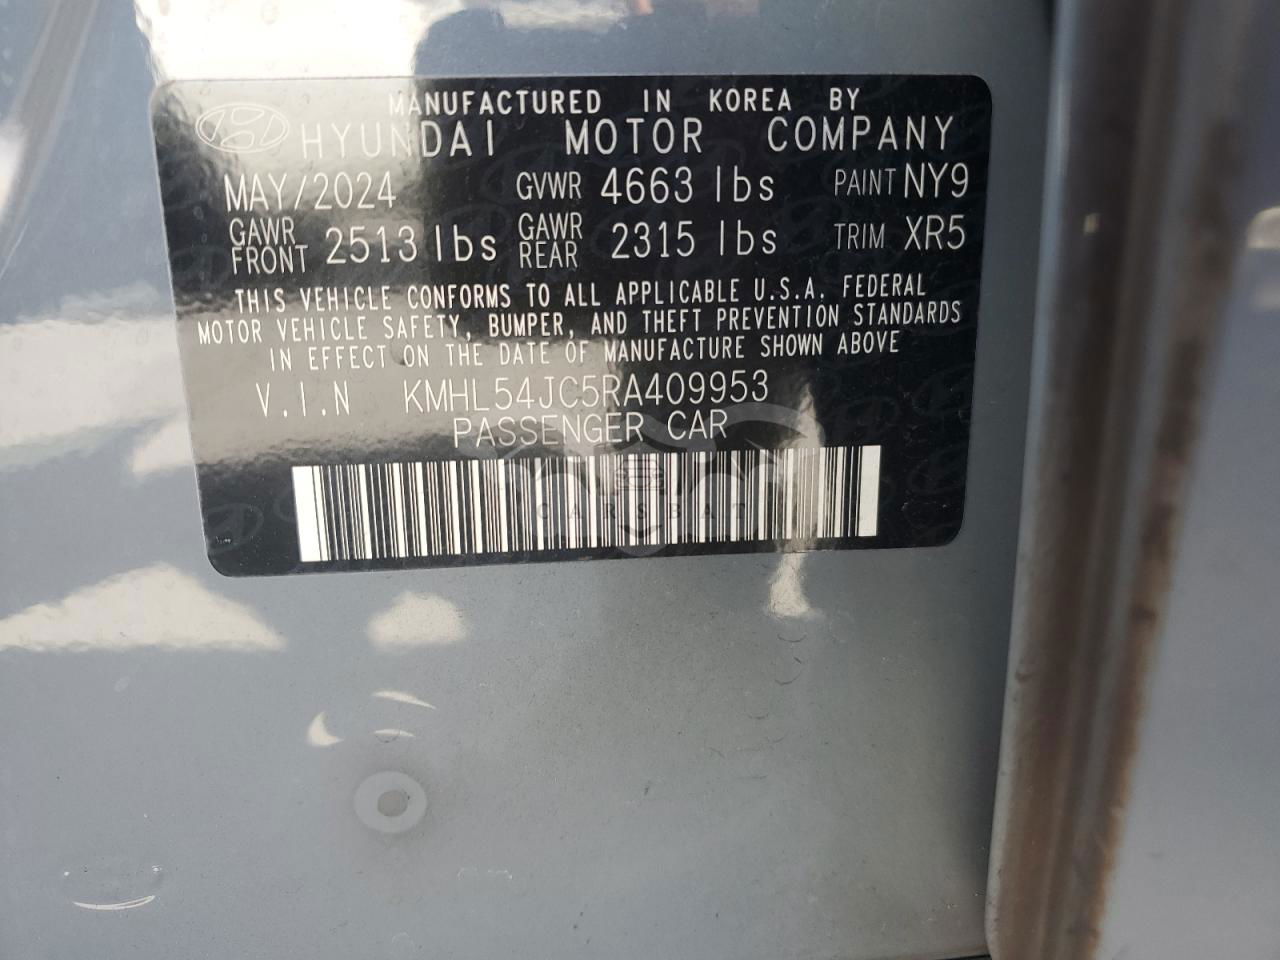 MANUFACTURED IN KOREA BY
HYUNDAI MOTOR COMPANY
MAY/2024 GVWR 4663 lbs PAINT NY9
GAWR FRONT 2513 lbs GAWR REAR 2315 lbs TRIM XR5
THIS VEHICLE CONFORMS TO ALL APPLICABLE U.S.A. FEDERAL
MOTOR VEHICLE SAFETY, BUMPER, AND THEFT PREVENTION STANDARDS
IN EFFECT ON THE DATE OF MANUFACTURE SHOWN ABOVE
V.I.N KMHL54JC5RA409953
PASSENGER CAR
CARSBAT